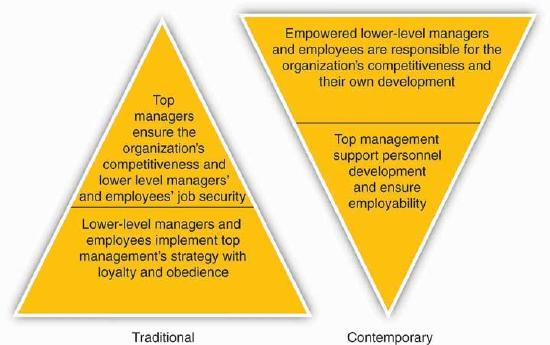 Top
managers
ensure the
organization's
competitiveness and
lower level managers'
and employees' job security
Lower-level managers and
employees implement top
management's strategy with
loyalty and obedience
Traditional
Empowered lower-level managers
and employees are responsible for the
organization's competitiveness and
their own development
Top management
support personnel
development
and ensure
employability
Contemporary